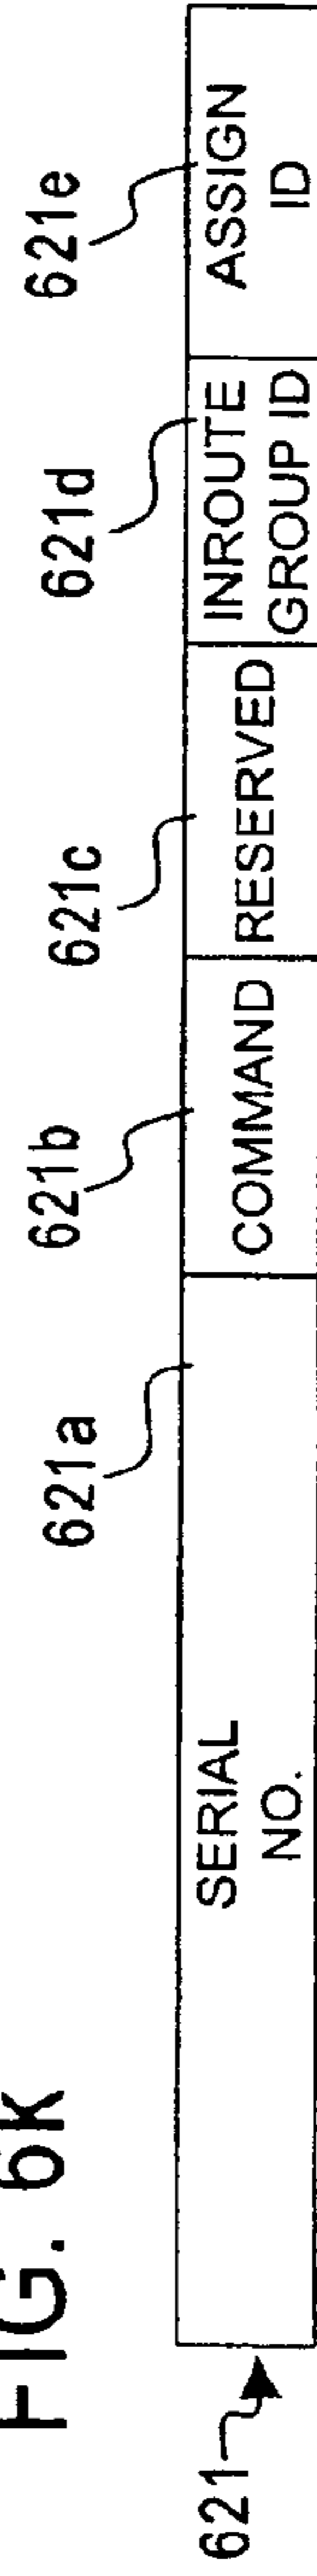 FIG. 6K
621
621a
621b
621c
621d
621e
SERIAL
NO.
COMMAND
RESERVED
INROUTE
GROUP ID
ASSIGN
ID